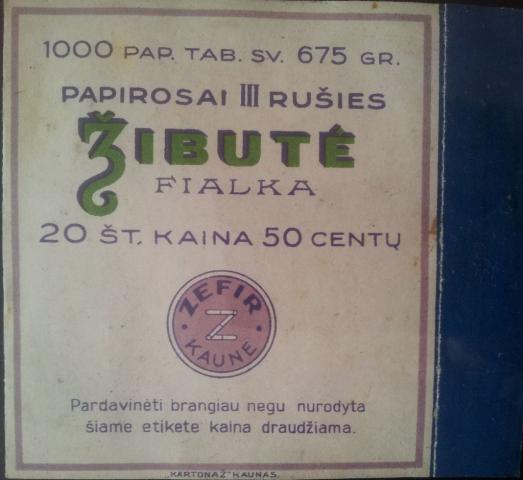 1000 PAP. TAB. SV. 675 GR.
PAPIROSAI III RUŠIES
ŽIBUTĖ
FIALKA
20 ŠT. KAINA 50 CENTŲ
ZEFIR
Z
KAUNE
Pardavinėti brangiau negu nurodyta
šiame etikete kaina draudžiama.
„KARTONAŽ" KAUNAS.